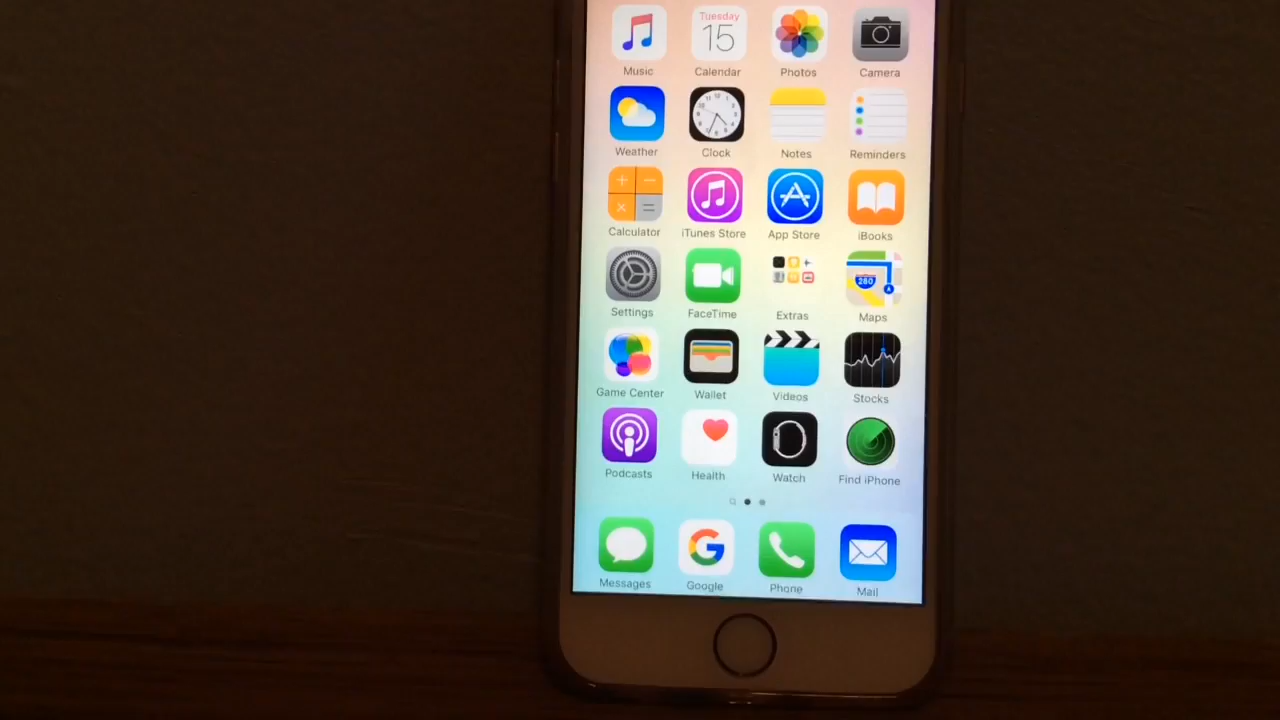 Tuesday
15
Music Calendar Photos Camera
Weather Clock Notes Reminders
Calculator iTunes Store App Store iBooks
280
Settings FaceTime Extras Maps
Game Center Wallet Videos Stocks
Podcasts Health Watch Find iPhone
Messages Google Phone Mail